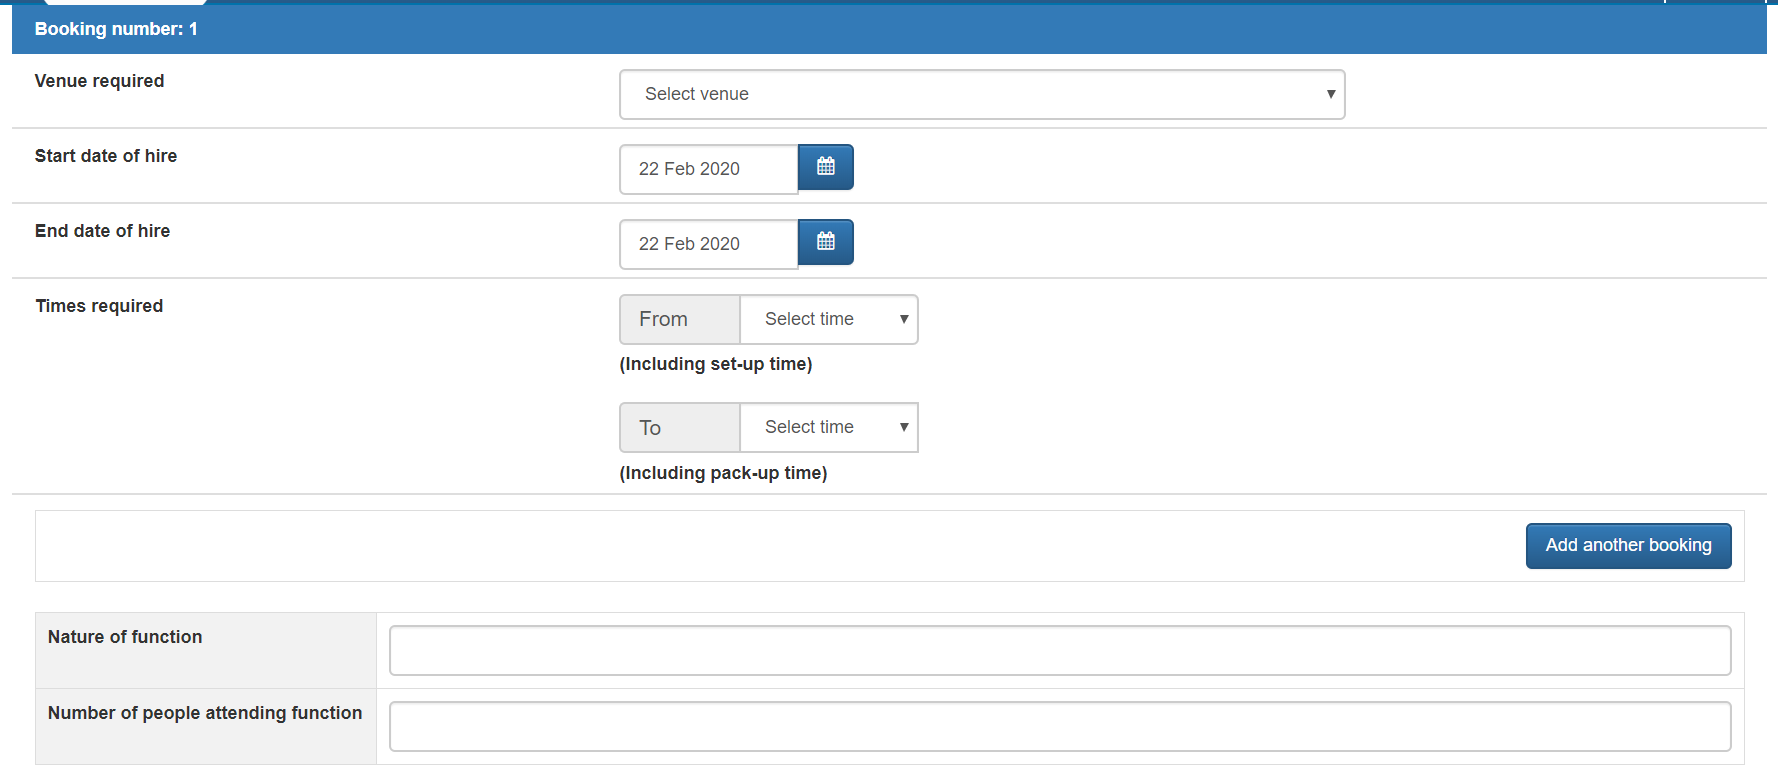 Booking number: 1
Venue required
Select venue
Start date of hire
22 Feb 2020
End date of hire
22 Feb 2020
Times required
From
Select time
(Including set-up time)
To
Select time
(Including pack-up time)
Add another booking
Nature of function
Number of people attending function